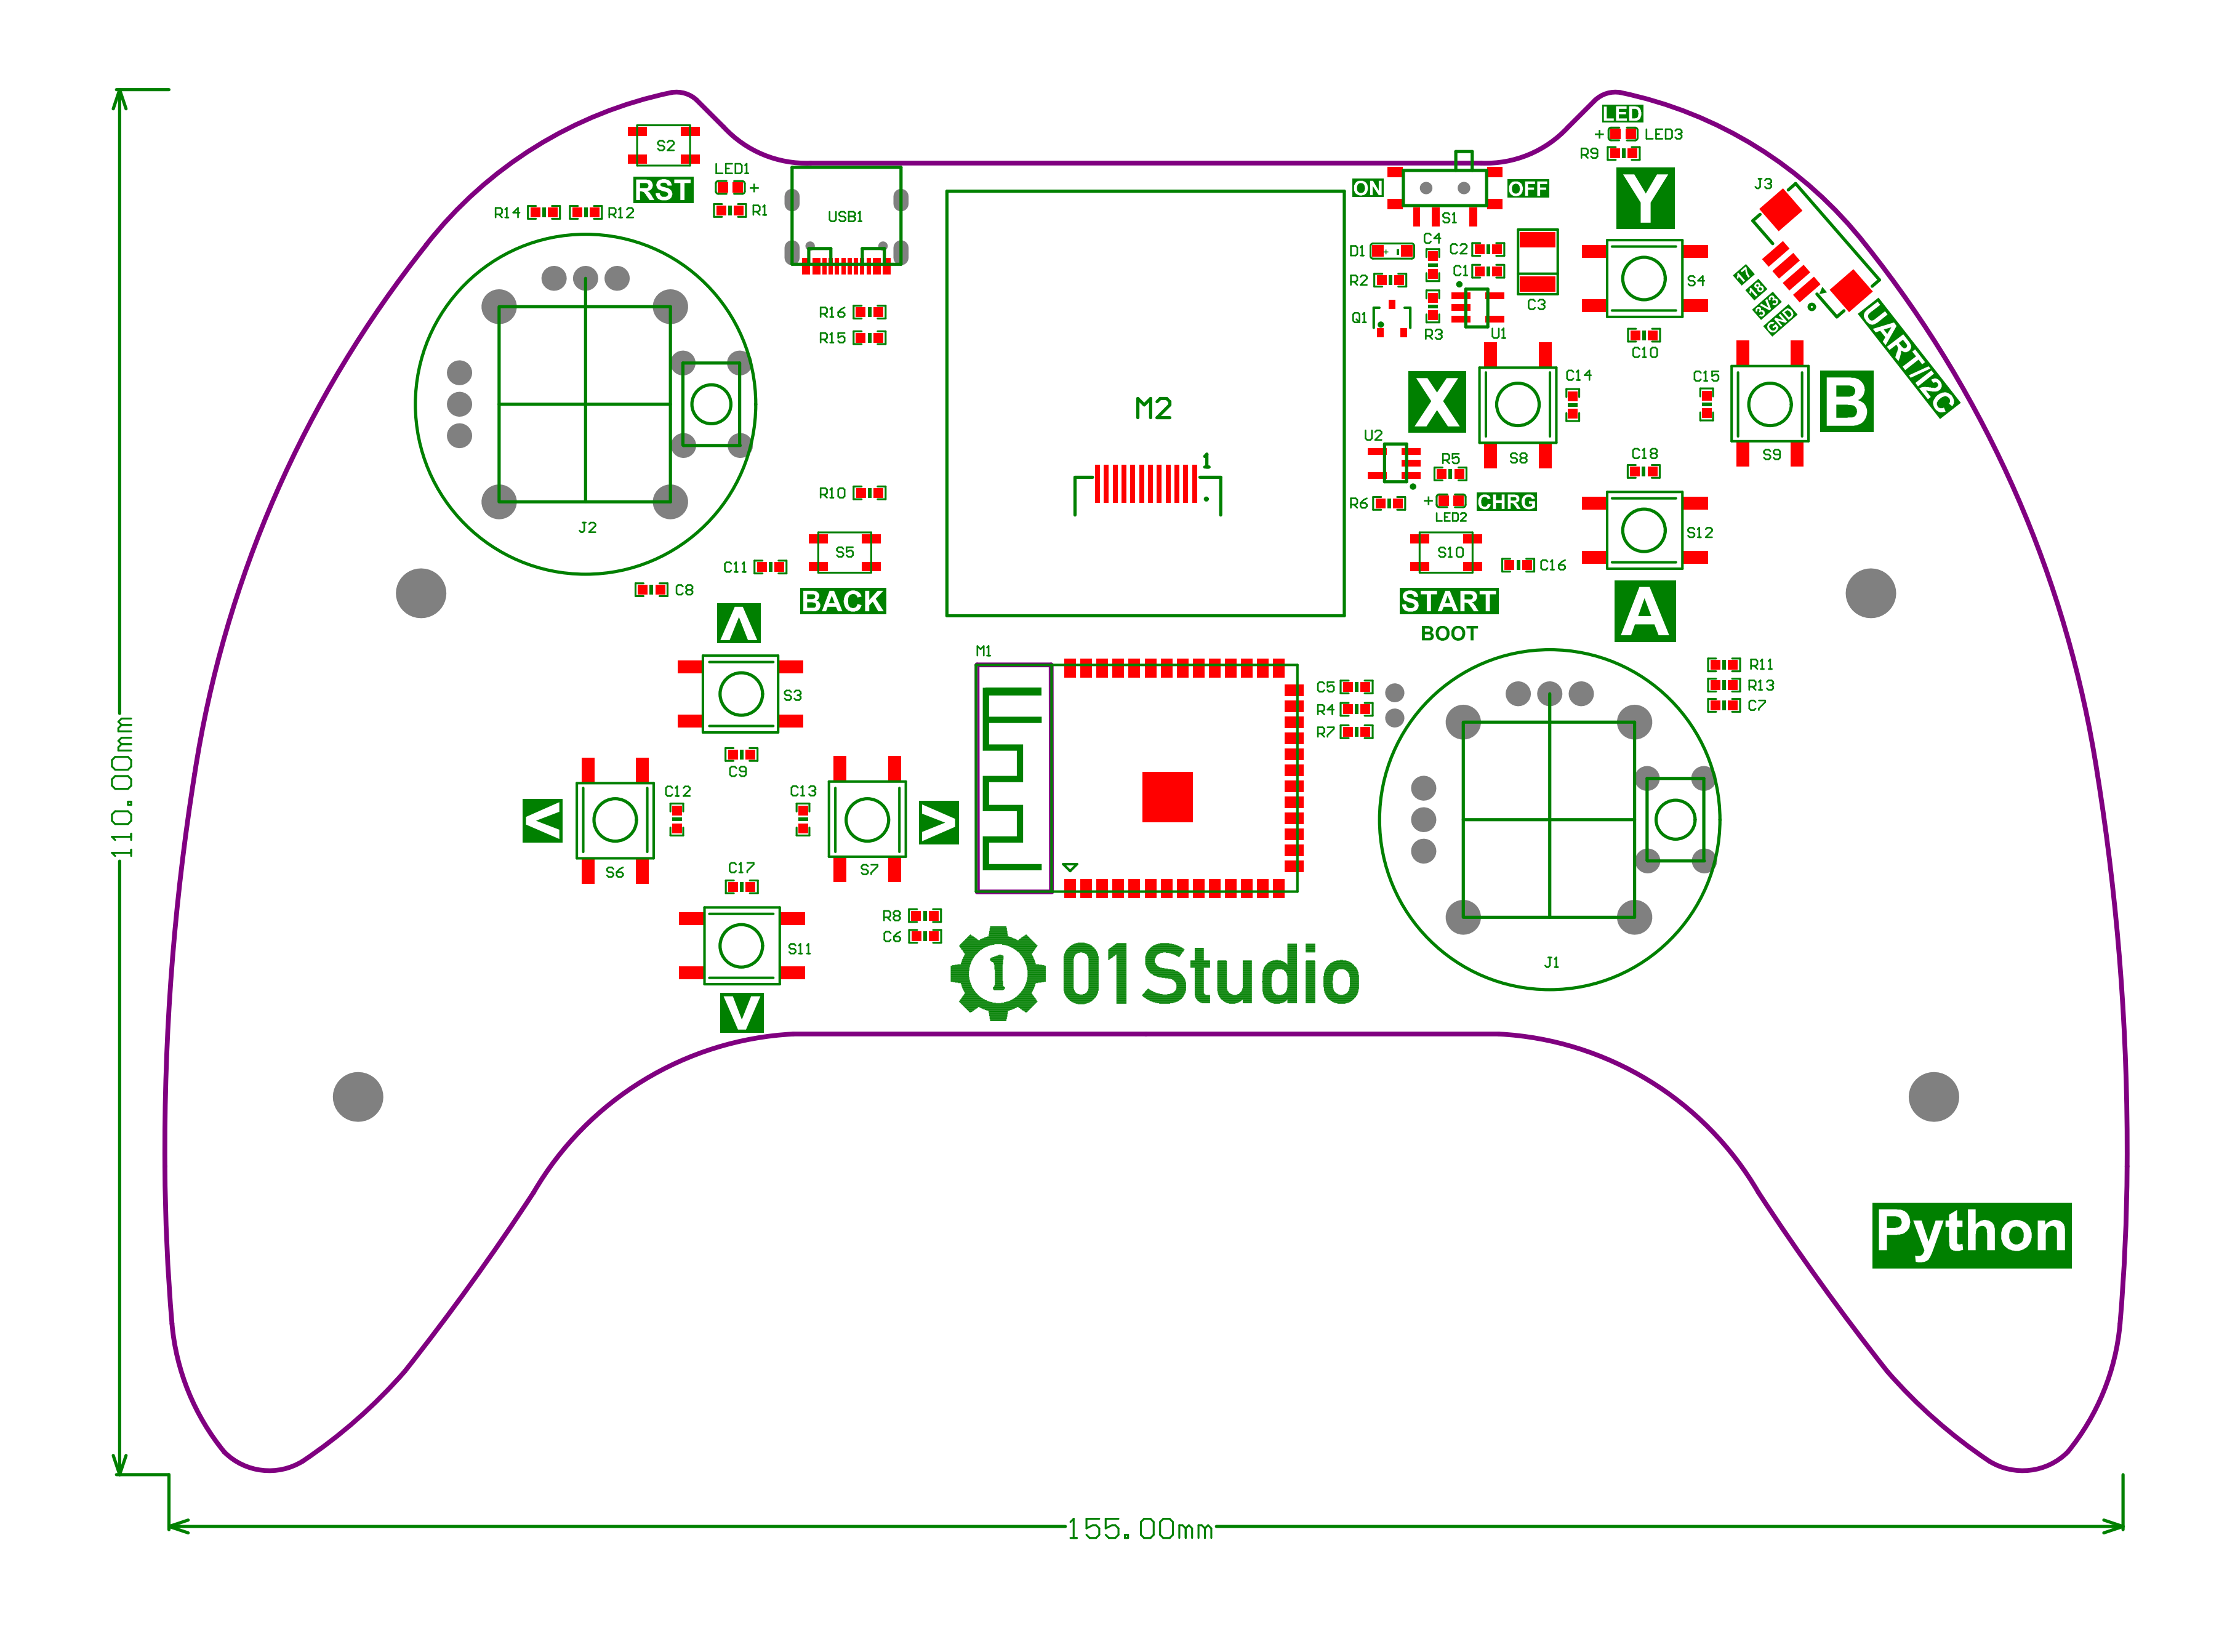 LED
+ LED3
R9
S2
LED1
RST
+
R1
R14
R12
USB1
ON
OFF
S1
Y
J3
D1
+
C4
C2
C1
R2
C3
S4
17
18
3V3
GND
UART/I2C
R16
R15
Q1
R3
U1
C10
C14
C15
X
B
M2
1
U2
R5
S8
S9
C18
R10
R6
+
LED2
CHRG
J2
S5
S10
S12
C11
C16
C8
BACK
START
BOOT
A
M1
S3
C5
R4
R7
R11
R13
C7
110.00mm
C9
C12
C13
S6
S7
C17
R8
C6
S11
1
01Studio
J1
Python
155.00mm